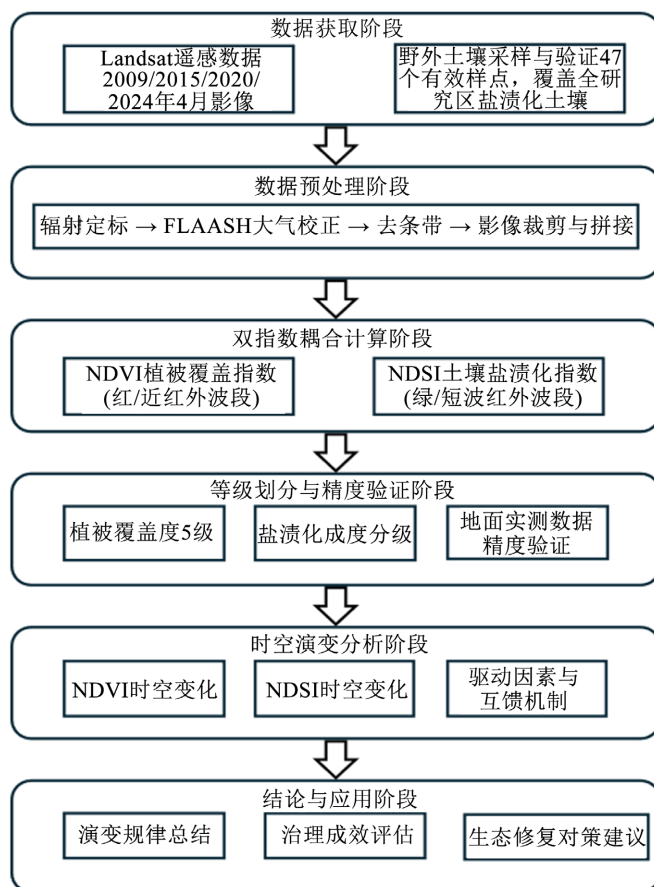 数据获取阶段
Landsat遥感数据
2009/2015/2020/
2024年4月影像
野外土壤采样与验证47
个有效样点，覆盖全研
究区盐渍化土壤
数据预处理阶段
辐射定标 → FLAASH大气校正 → 去条带 → 影像裁剪与拼接
双指数耦合计算阶段
NDVI植被覆盖指数
(红/近红外波段)
NDSI土壤盐渍化指数
(绿/短波红外波段)
等级划分与精度验证阶段
植被覆盖度5级
盐渍化成度分级
地面实测数据
精度验证
时空演变分析阶段
NDVI时空变化
NDSI时空变化
驱动因素与
互馈机制
结论与应用阶段
演变规律总结
治理成效评估
生态修复对策建议